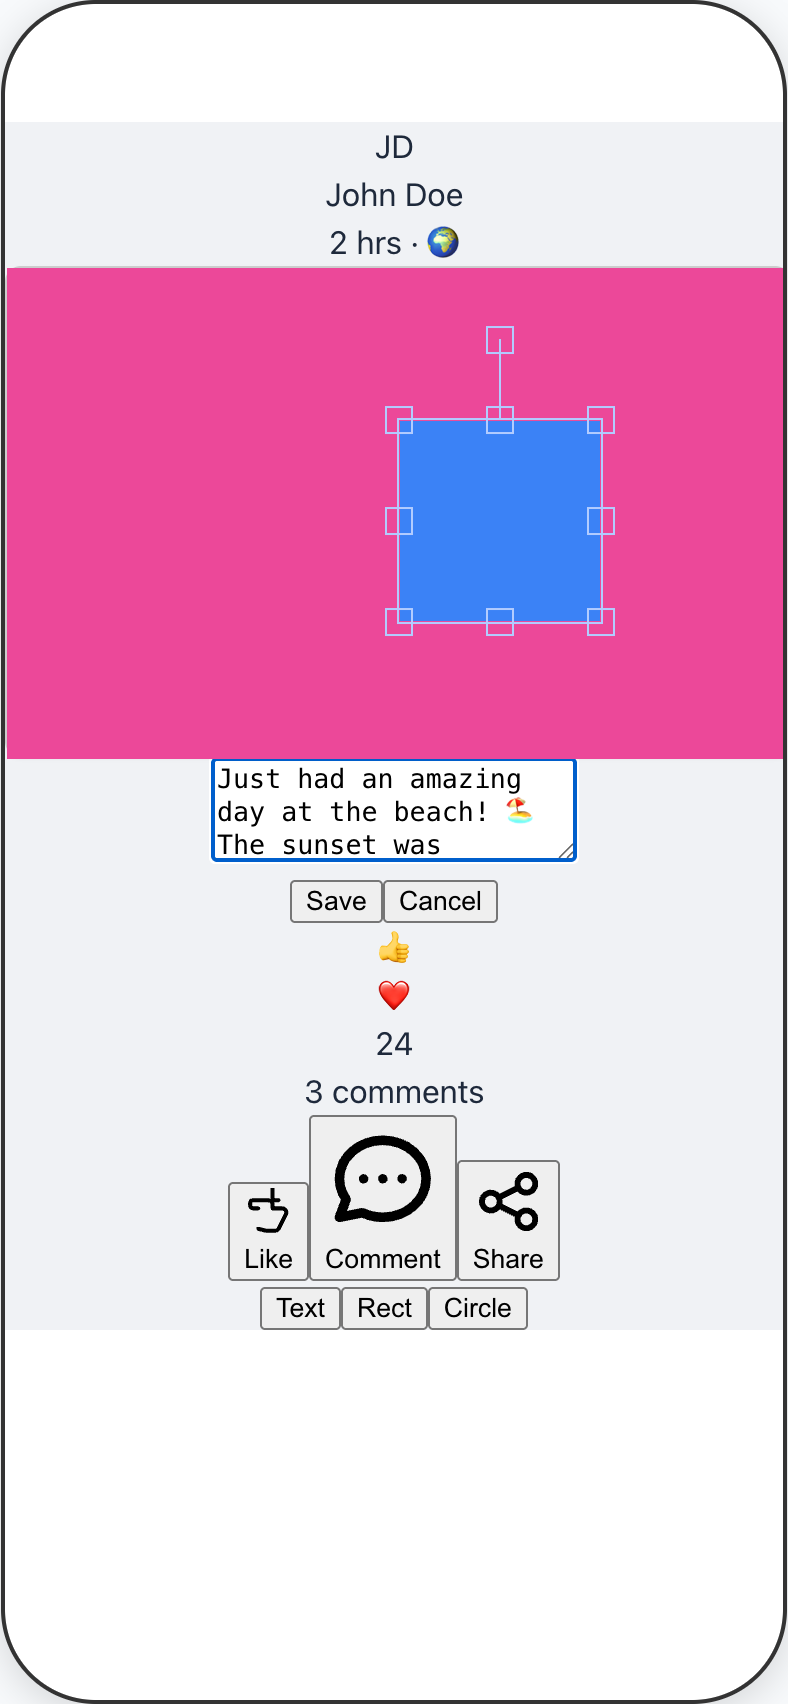 JD
John Doe
2 hrs · 🌍
Just had an amazing
day at the beach! 🏖️
The sunset was
Save Cancel
👍
❤️
24
3 comments
Like Comment Share
Text Rect Circle